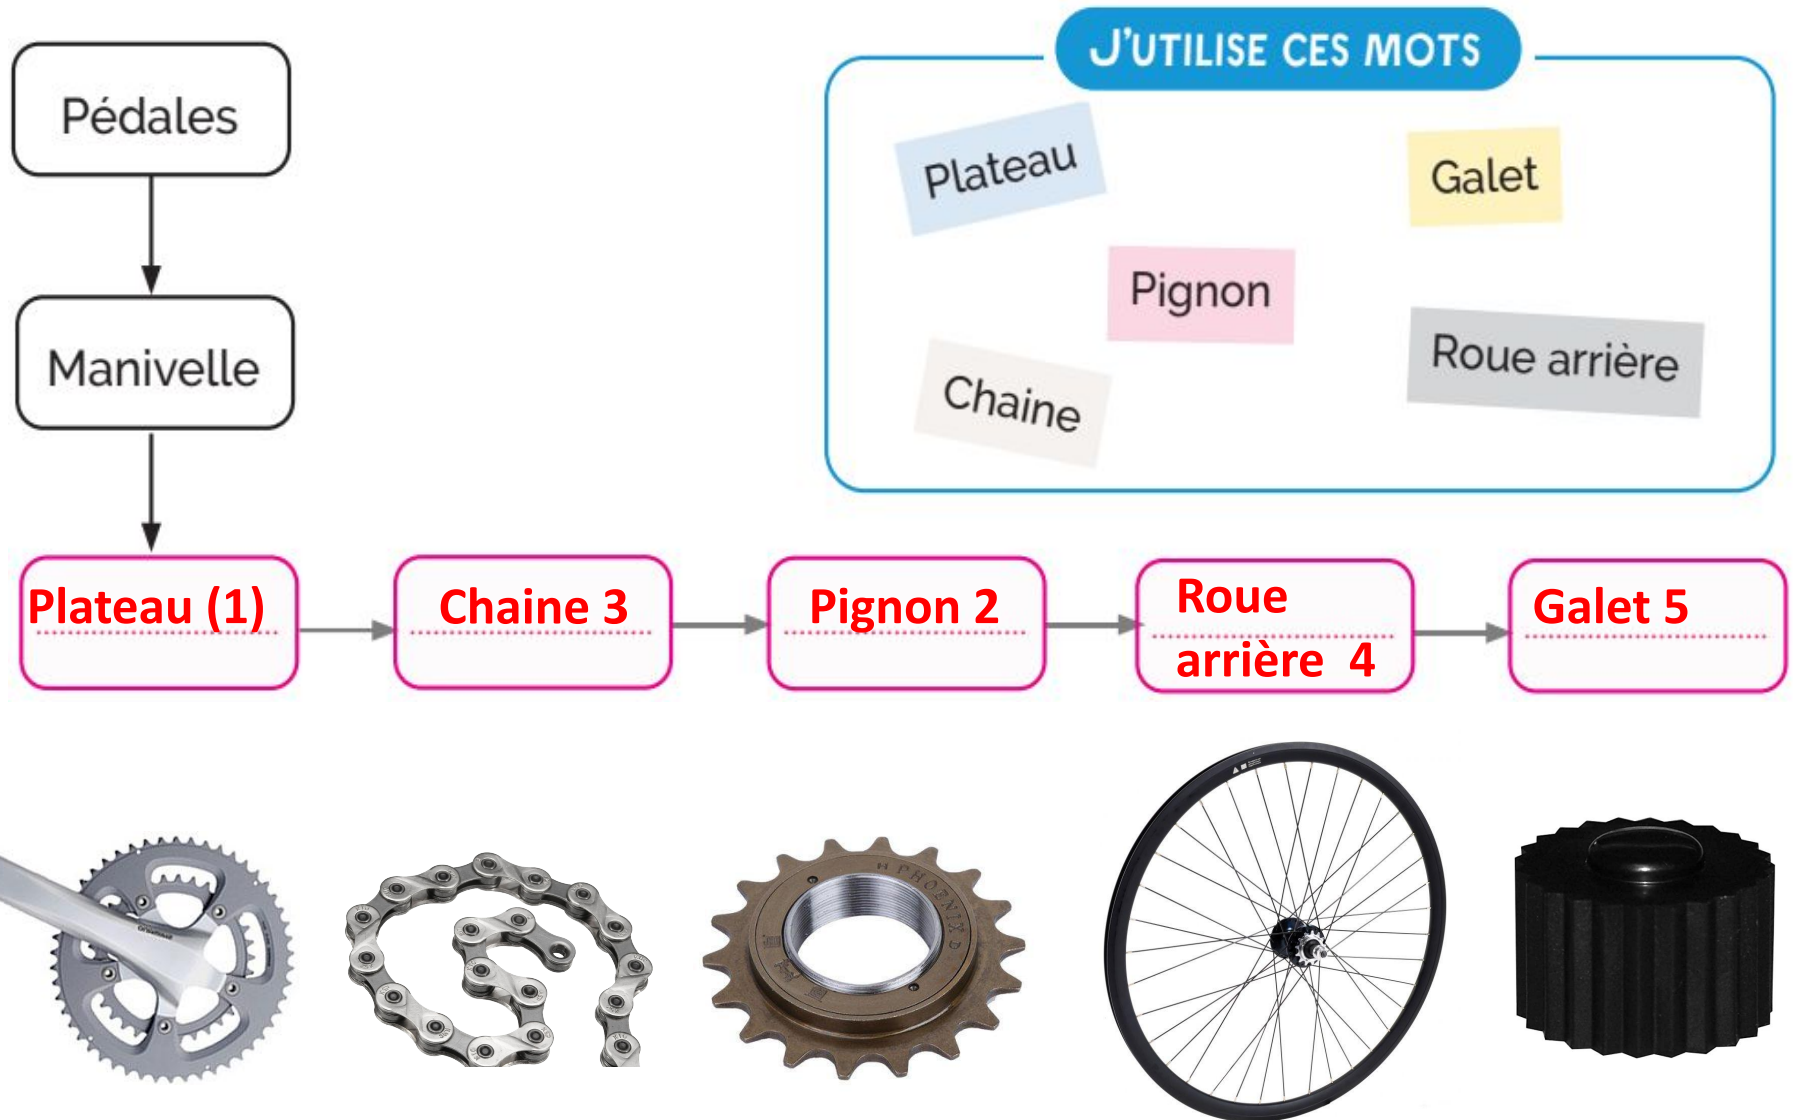 J'UTILISE CES MOTS
Pédales
Plateau
Galet
Pignon
Manivelle
Roue arrière
Chaine
Plateau (1)
Chaine 3
Pignon 2
Roue
arrière 4
Galet 5
PHOENIX